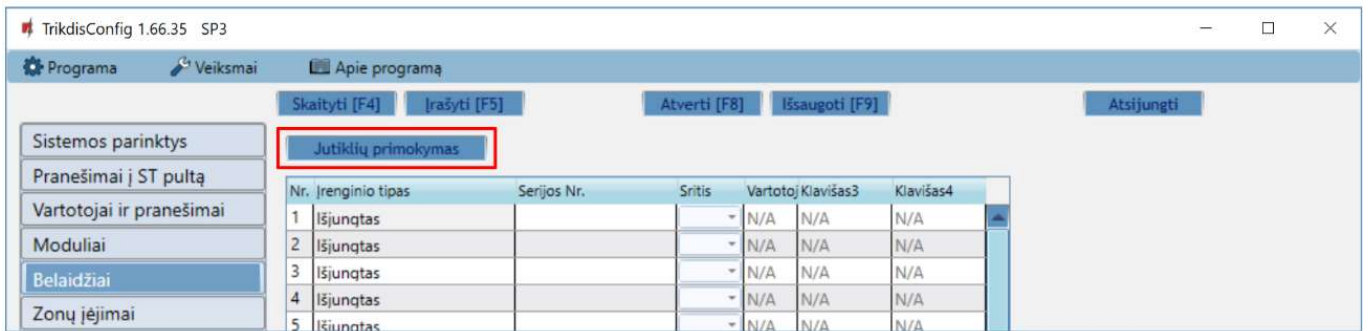 TrikdisConfig 1.66.35 SP3
Programa Veiksmai Apie programą
Skaityti [F4] Įrašyti [F5] Atverti [F8] Išsaugoti [F9] Atsijungti
Sistemos parinktys
Jutiklių primokymas
Pranešimai į ST pultą
Nr. Įrenginio tipas Serijos Nr. Sritis Vartotoj Klavišas3 Klavišas4
Vartotojai ir pranešimai
1 Išjungtas N/A N/A N/A
Moduliai
2 Išjungtas N/A N/A N/A
Belaidžiai
3 Išjungtas N/A N/A N/A
4 Išjungtas N/A N/A N/A
Zonų įėjimai
5 Išjungtas N/A N/A N/A